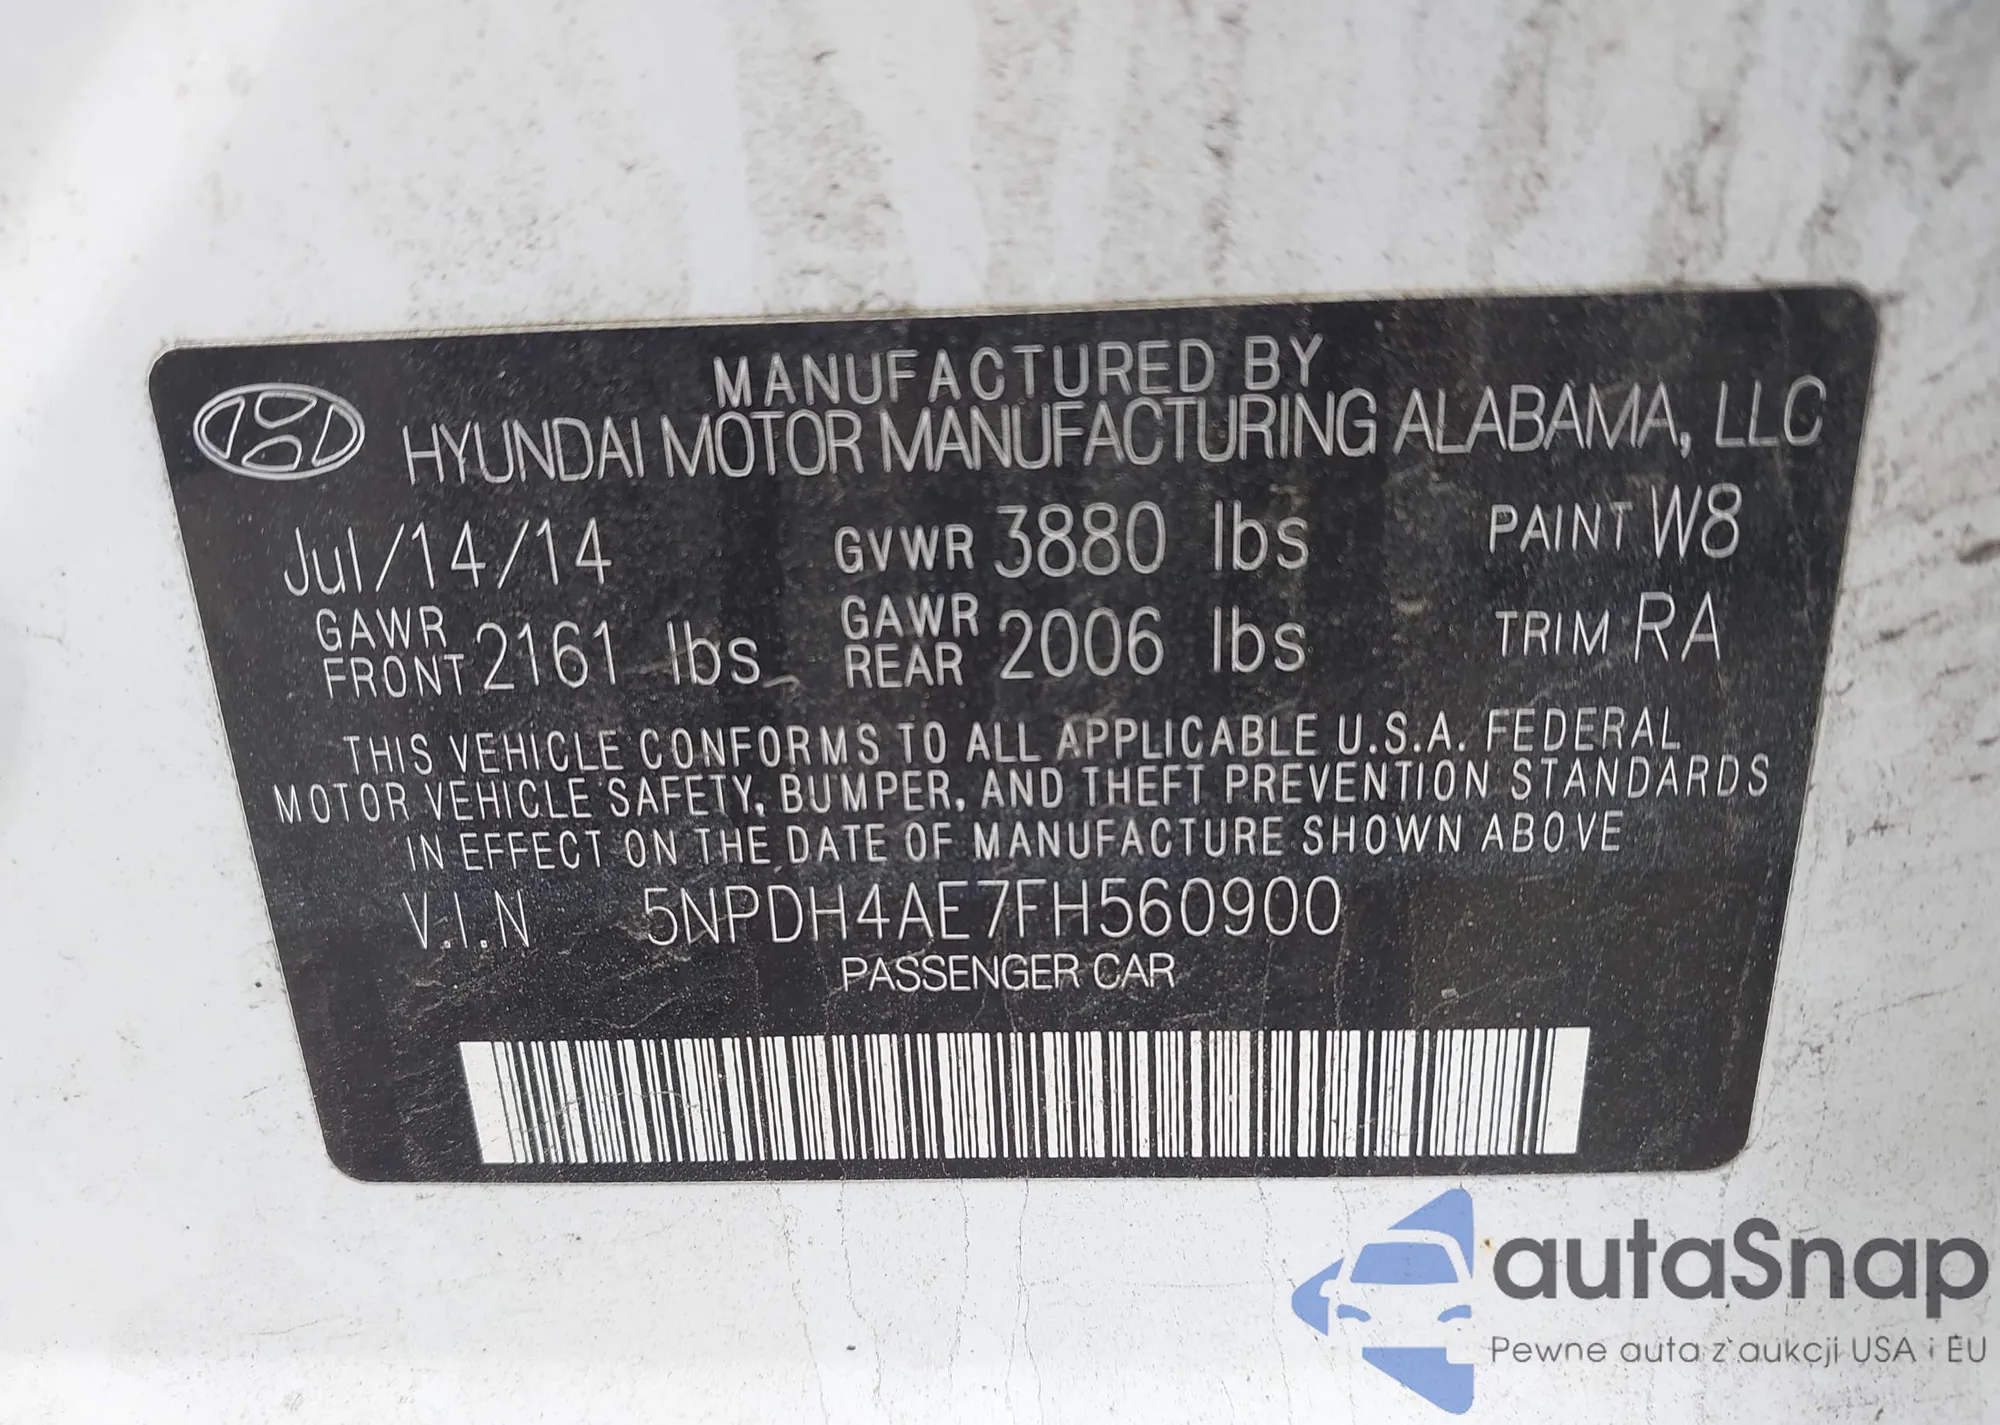 MANUFACTURED BY
HYUNDAI MOTOR MANUFACTURING ALABAMA, LLC
Jul/14/14 GVWR 3880 lbs PAINT W8
GAWR FRONT 2161 lbs GAWR REAR 2006 lbs TRIM RA
THIS VEHICLE CONFORMS TO ALL APPLICABLE U.S.A. FEDERAL
MOTOR VEHICLE SAFETY, BUMPER, AND THEFT PREVENTION STANDARDS
IN EFFECT ON THE DATE OF MANUFACTURE SHOWN ABOVE
V.I.N 5NPDH4AE7FH560900
PASSENGER CAR
autaSnap
Pewne auta z aukcji USA i EU